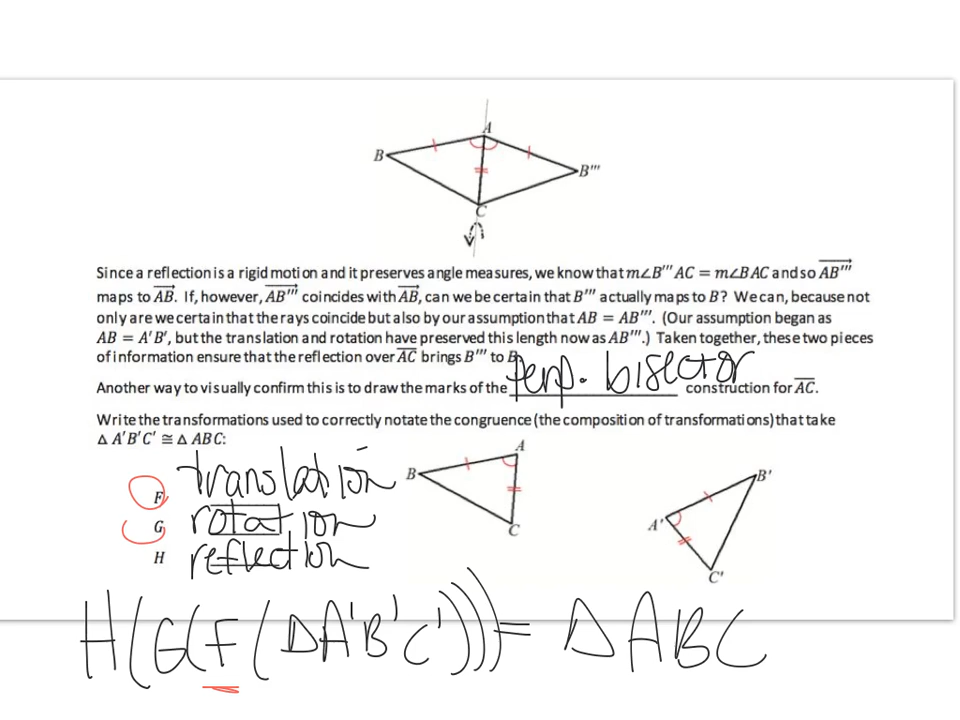 A
B
B'''
C
Since a reflection is a rigid motion and it preserves angle measures, we know that m∠B'''AC = m∠BAC and so AB'''
maps to AB. If, however, AB''' coincides with AB, can we be certain that B''' actually maps to B? We can, because not
only are we certain that the rays coincide but also by our assumption that AB = AB'''. (Our assumption began as
AB = A'B', but the translation and rotation have preserved this length now as AB'''.) Taken together, these two pieces
of information ensure that the reflection over AC brings B''' to B.
Another way to visually confirm this is to draw the marks of the perp. bisector construction for AC.
Write the transformations used to correctly notate the congruence (the composition of transformations) that take
△ A'B'C' ≅ △ ABC:
F translation
G rotation
H reflection
A
B
C
B'
A'
C'
H(G(F(△A'B'C'))) = △ABC